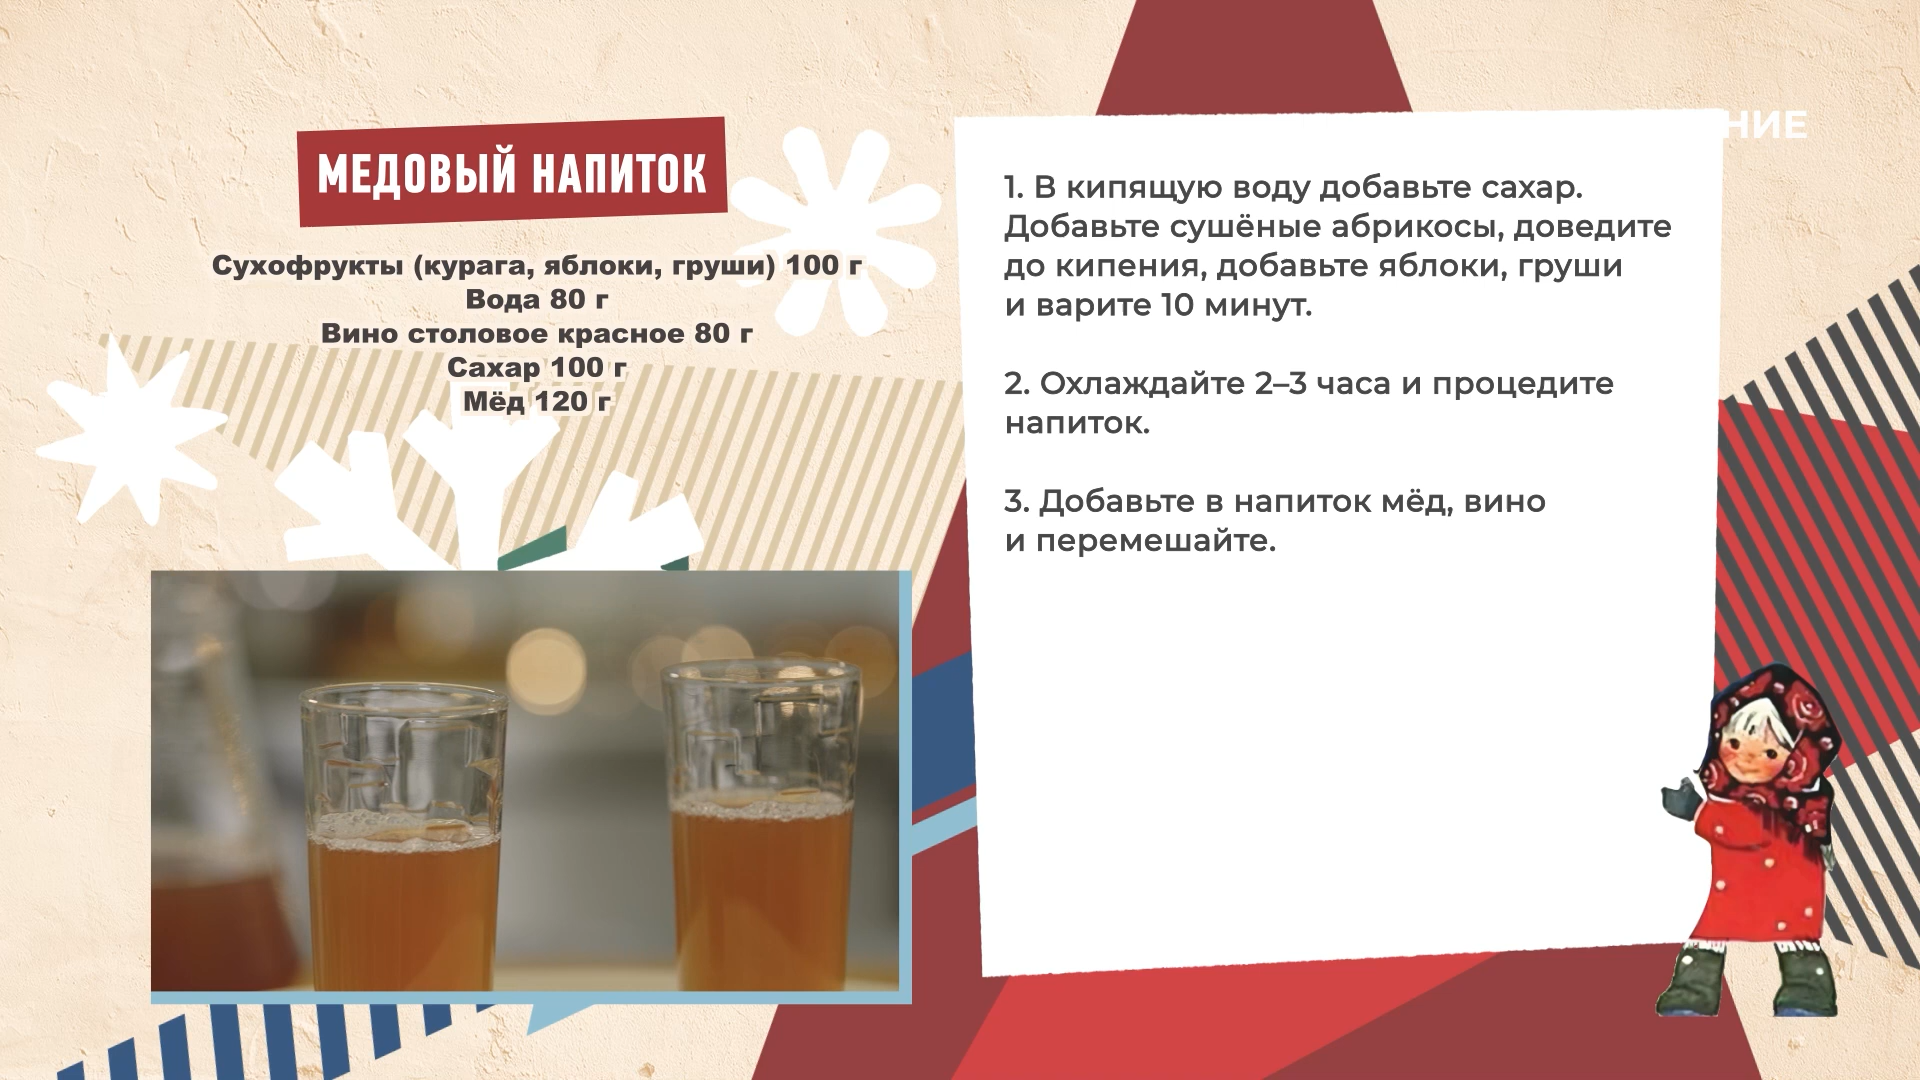 МЕДОВЫЙ НАПИТОК
Сухофрукты (курага, яблоки, груши) 100 г
Вода 80 г
Вино столовое красное 80 г
Сахар 100 г
Мёд 120 г
1. В кипящую воду добавьте сахар.
Добавьте сушёные абрикосы, доведите
до кипения, добавьте яблоки, груши
и варите 10 минут.
2. Охлаждайте 2–3 часа и процедите
напиток.
3. Добавьте в напиток мёд, вино
и перемешайте.